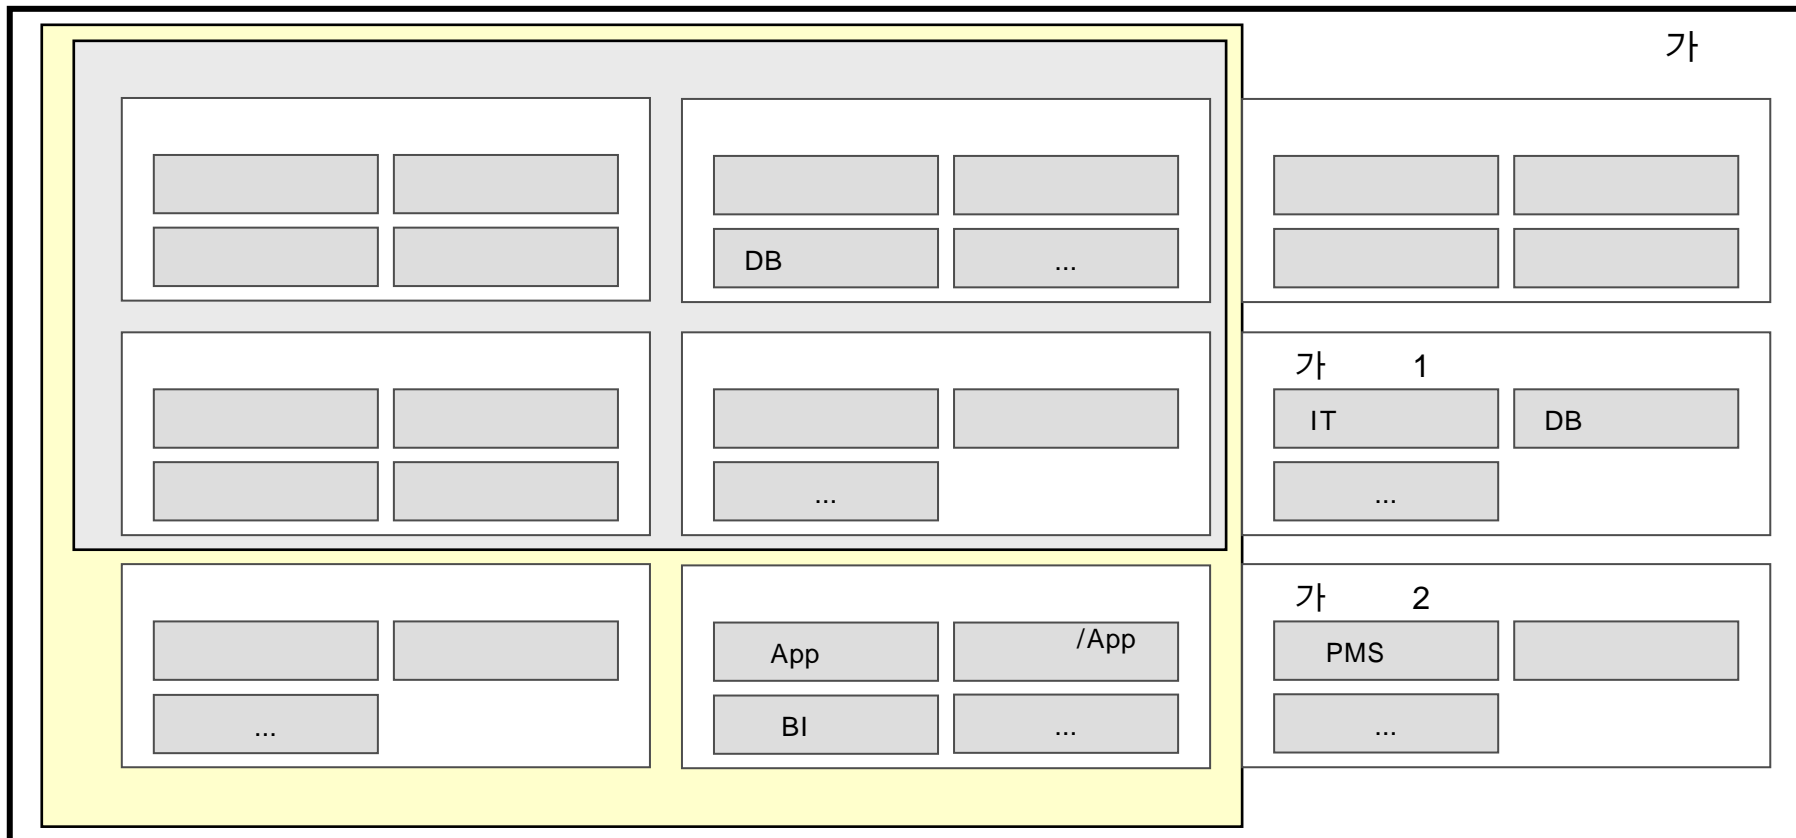 가
DB ...
가 1
IT DB
... ...
가 2
App /App PMS
... BI ... ...